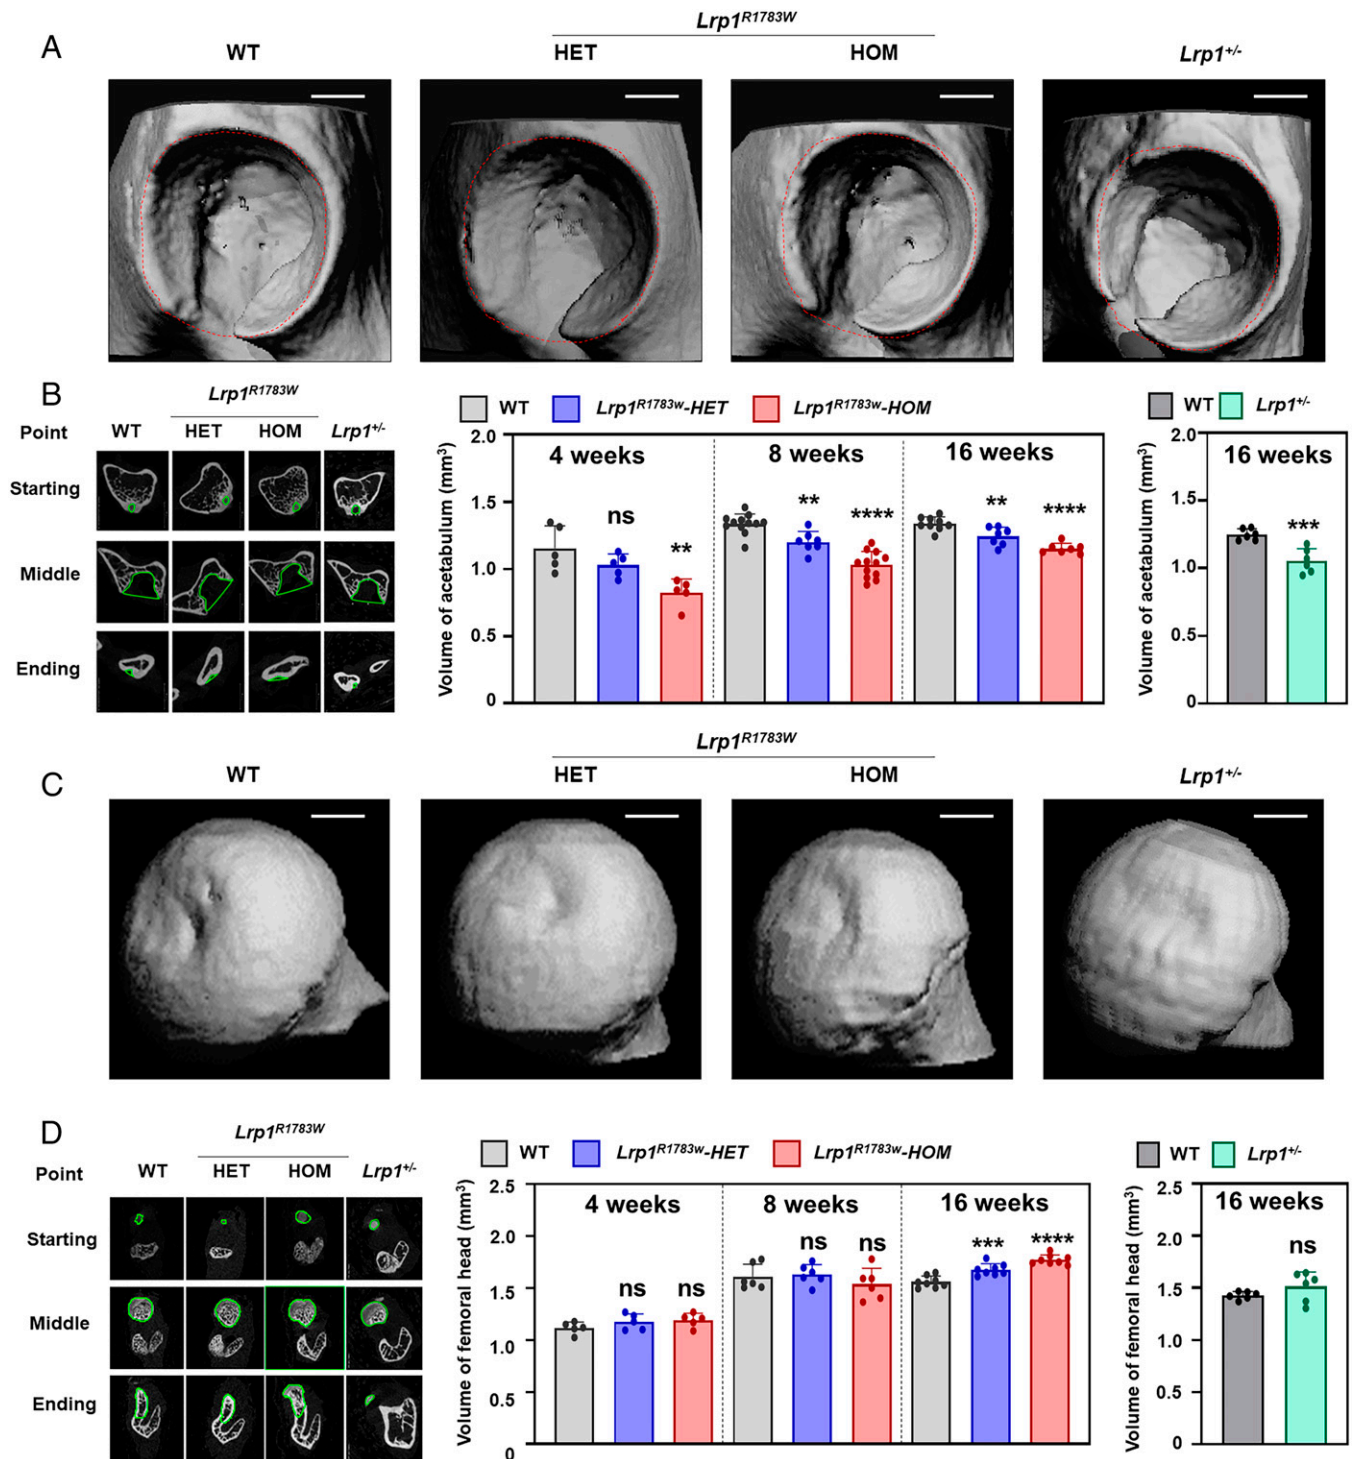 Lrp1R1783W
A WT HET HOM Lrp1+/-
B Lrp1R1783W
Point WT HET HOM Lrp1+/-
Starting
Middle
Ending
WT Lrp1R1783w-HET Lrp1R1783w-HOM
Volume of acetabulum (mm3)
2.0
1.5
1.0
0.5
0
4 weeks 8 weeks 16 weeks
ns ** ** **** ** ****
WT Lrp1+/-
Volume of acetabulum (mm3)
2.0
1.5
1.0
0.5
0
16 weeks
***
Lrp1R1783W
C WT HET HOM Lrp1+/-
D Lrp1R1783W
Point WT HET HOM Lrp1+/-
Starting
Middle
Ending
WT Lrp1R1783w-HET Lrp1R1783w-HOM
Volume of femoral head (mm3)
2.5
2.0
1.5
1.0
0.5
0
4 weeks 8 weeks 16 weeks
ns ns ns ns *** ****
WT Lrp1+/-
Volume of femoral head (mm3)
2.5
2.0
1.5
1.0
0.5
0
16 weeks
ns